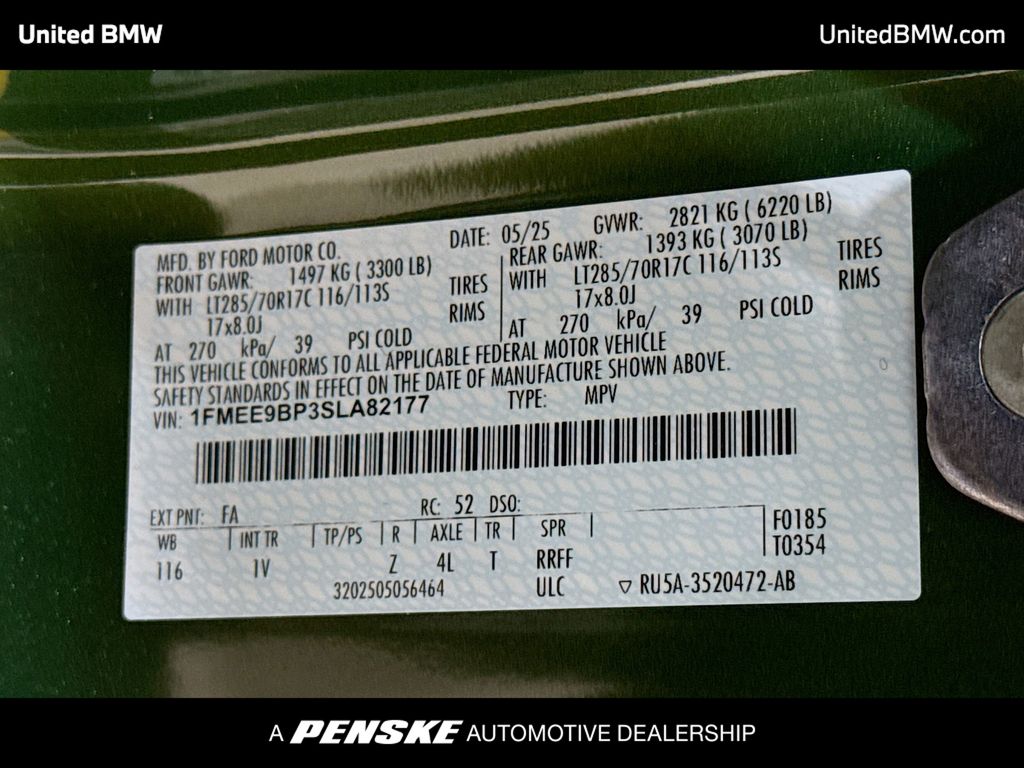 United BMW
UnitedBMW.com
MFD. BY FORD MOTOR CO. DATE: 05/25 GVWR: 2821 KG ( 6220 LB)
FRONT GAWR: 1497 KG ( 3300 LB) REAR GAWR: 1393 KG ( 3070 LB)
WITH LT285/70R17C 116/113S TIRES WITH LT285/70R17C 116/113S TIRES
17x8.0J RIMS 17x8.0J RIMS
AT 270 kPa/ 39 PSI COLD AT 270 kPa/ 39 PSI COLD
THIS VEHICLE CONFORMS TO ALL APPLICABLE FEDERAL MOTOR VEHICLE
SAFETY STANDARDS IN EFFECT ON THE DATE OF MANUFACTURE SHOWN ABOVE.
VIN: 1FMEE9BP3SLA82177 TYPE: MPV
EXT PNT: FA RC: 52 DSO:
WB INT TR TP/PS R AXLE TR SPR F0185
116 1V Z 4L T RRFF T0354
3202505056464 ULC ▽ RU5A-3520472-AB
A PENSKE AUTOMOTIVE DEALERSHIP